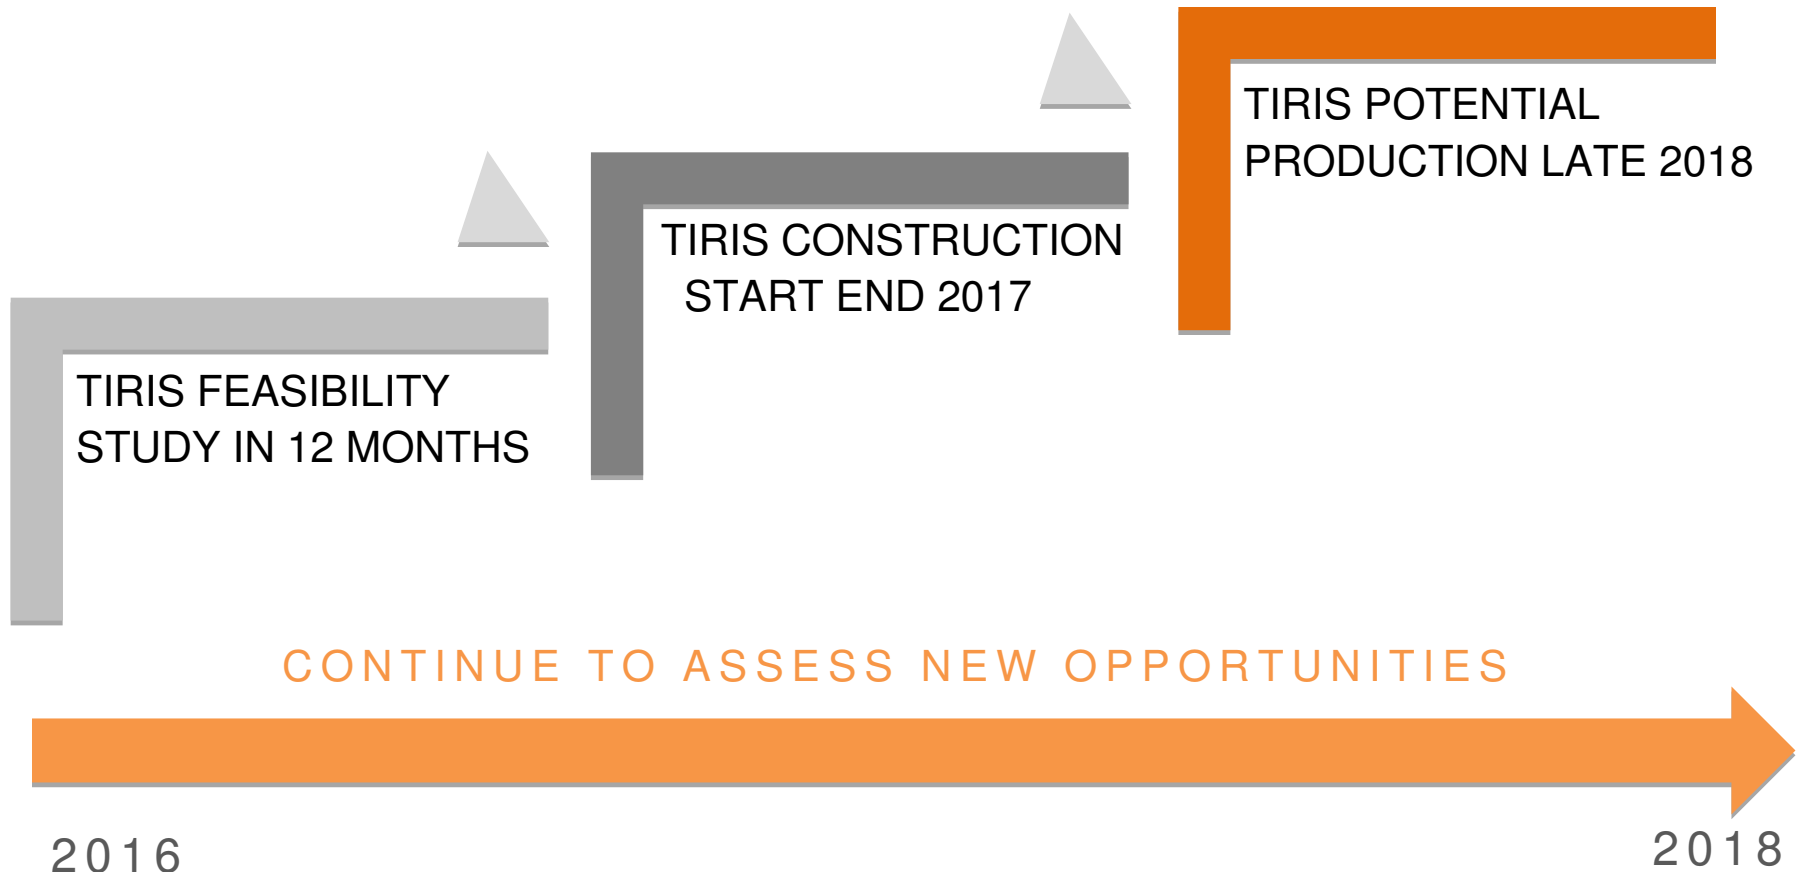 TIRIS POTENTIAL
PRODUCTION LATE 2018
TIRIS CONSTRUCTION
START END 2017
TIRIS FEASIBILITY
STUDY IN 12 MONTHS
CONTINUE TO ASSESS NEW OPPORTUNITIES
2016
2018